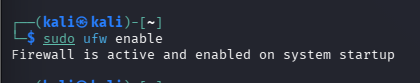 ┌──(kali㉿kali)-[~]
└─$ sudo ufw enable
Firewall is active and enabled on system startup